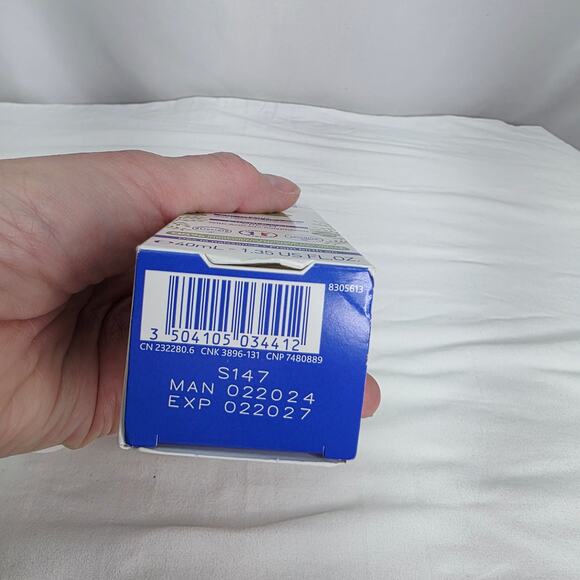 ℮ 40mL - 1.35 US FL.OZ.
8305613
3 504105 034412
CN 232280.6 CNK 3896-131 CNP 7480889
S147
MAN 022024
EXP 022027